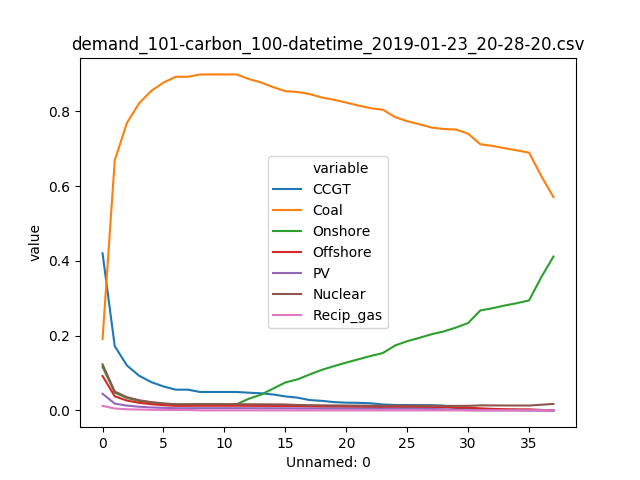 demand_101-carbon_100-datetime_2019-01-23_20-28-20.csv
value
0.8
0.6
0.4
0.2
0.0
variable
CCGT
Coal
Onshore
Offshore
PV
Nuclear
Recip_gas
0 5 10 15 20 25 30 35
Unnamed: 0